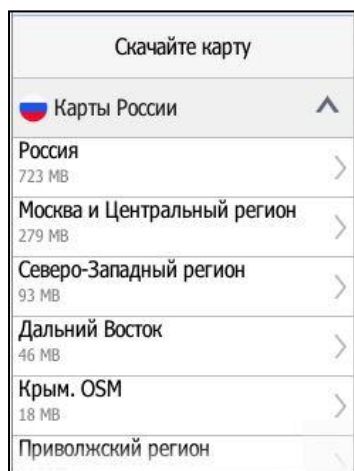 Скачайте карту
Карты России
Россия
723 MB
Москва и Центральный регион
279 MB
Северо-Западный регион
93 MB
Дальний Восток
46 MB
Крым. OSM
18 MB
Приволжский регион